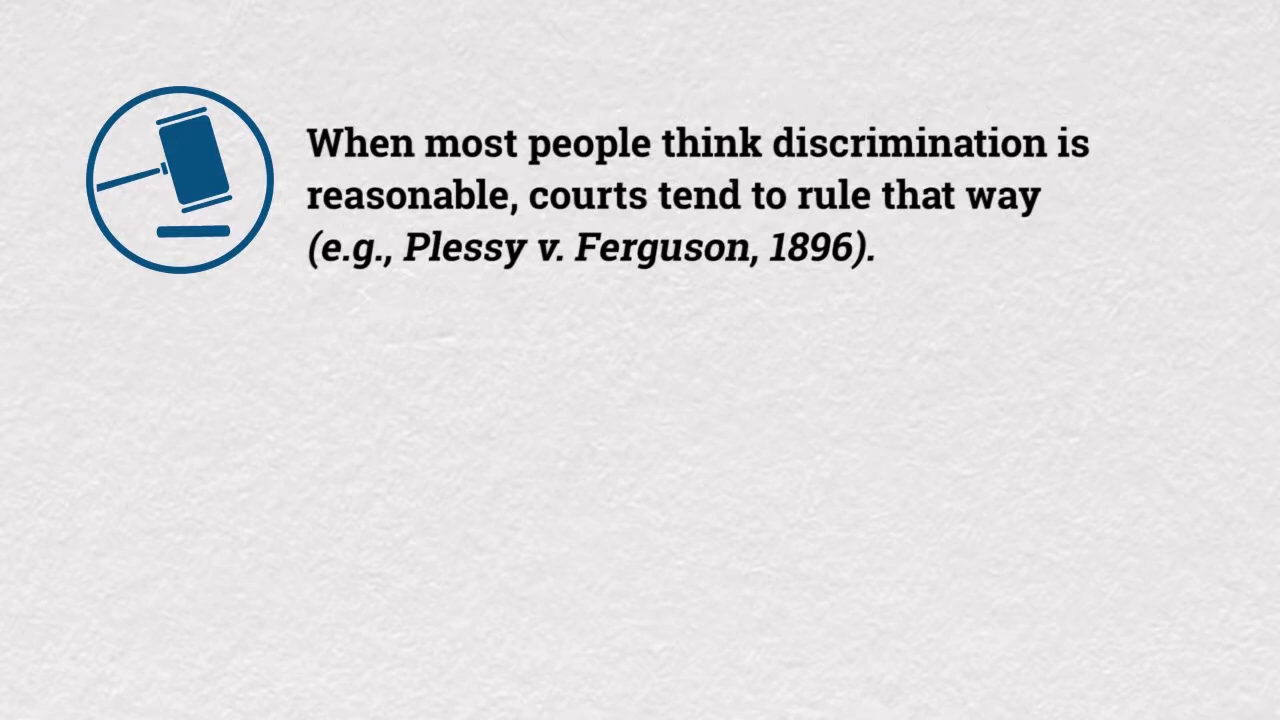 When most people think discrimination is
reasonable, courts tend to rule that way
(e.g., Plessy v. Ferguson, 1896).